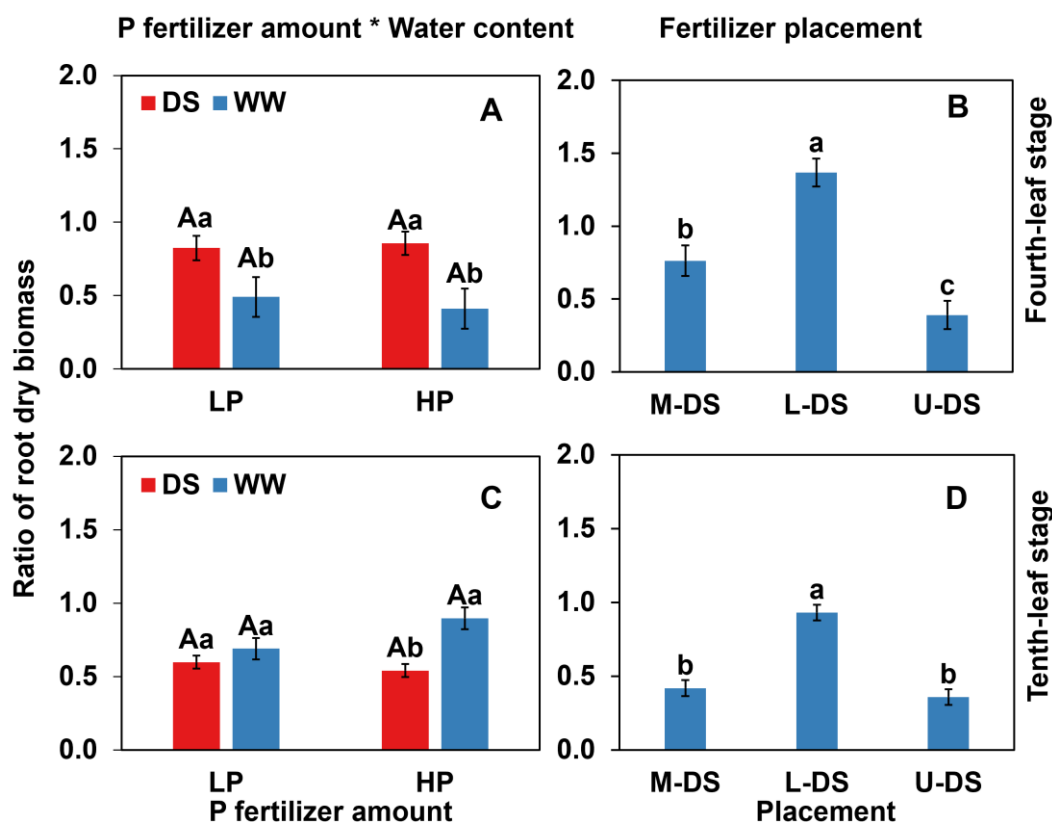 P fertilizer amount * Water content
Fertilizer placement
Ratio of root dry biomass
2.0
1.5
1.0
0.5
0.0
DS WW
A
Aa
Ab
Aa
Ab
LP HP
2.0
1.5
1.0
0.5
0.0
B
b
a
c
M-DS L-DS U-DS
Fourth-leaf stage
2.0
1.5
1.0
0.5
0.0
DS WW
C
Aa
Aa
Ab
Aa
LP HP
P fertilizer amount
2.0
1.5
1.0
0.5
0.0
D
b
a
b
M-DS L-DS U-DS
Placement
Tenth-leaf stage